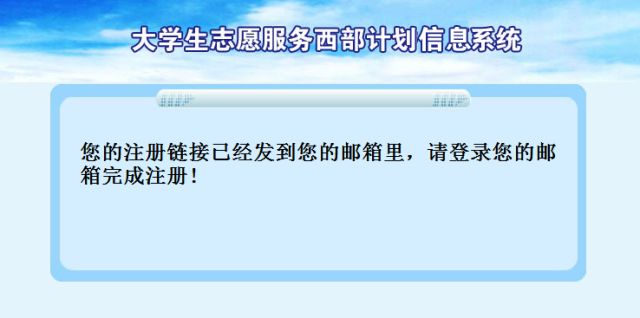 大学生志愿服务西部计划信息系统
您的注册链接已经发到您的邮箱里，请登录您的邮
箱完成注册！